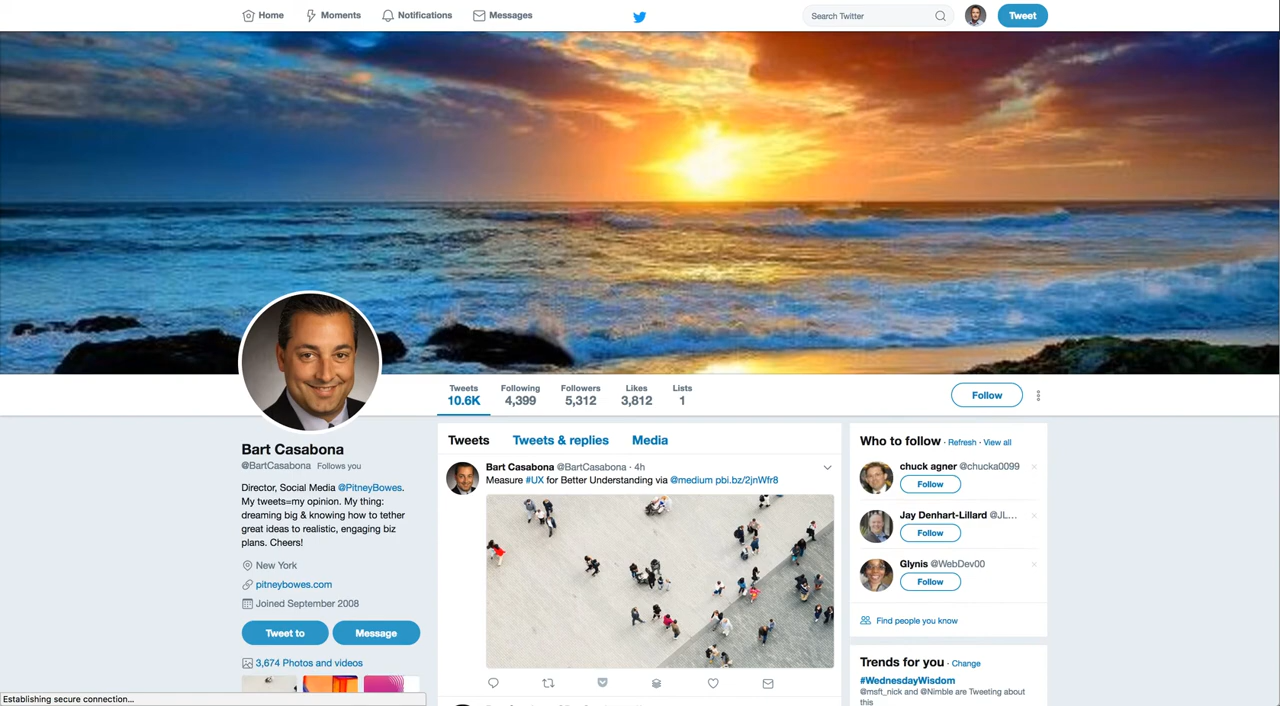 Home
Moments
Notifications
Messages
Search Twitter
Tweet
Tweets
10.6K
Following
4,399
Followers
5,312
Likes
3,812
Lists
1
Follow
Bart Casabona
@BartCasabona Follows you
Director, Social Media @PitneyBowes.
My tweets=my opinion. My thing:
dreaming big & knowing how to tether
great ideas to realistic, engaging biz
plans. Cheers!
New York
pitneybowes.com
Joined September 2008
Tweet to
Message
3,674 Photos and videos
Establishing secure connection...
Tweets
Tweets & replies
Media
Bart Casabona @BartCasabona · 4h
Measure #UX for Better Understanding via @medium pbi.bz/2jnWfr8
Who to follow · Refresh · View all
chuck agner @chucka0099
Follow
Jay Denhart-Lillard @JL...
Follow
Glynis @WebDev00
Follow
Find people you know
Trends for you · Change
#WednesdayWisdom
@msft_nick and @Nimble are Tweeting about
this